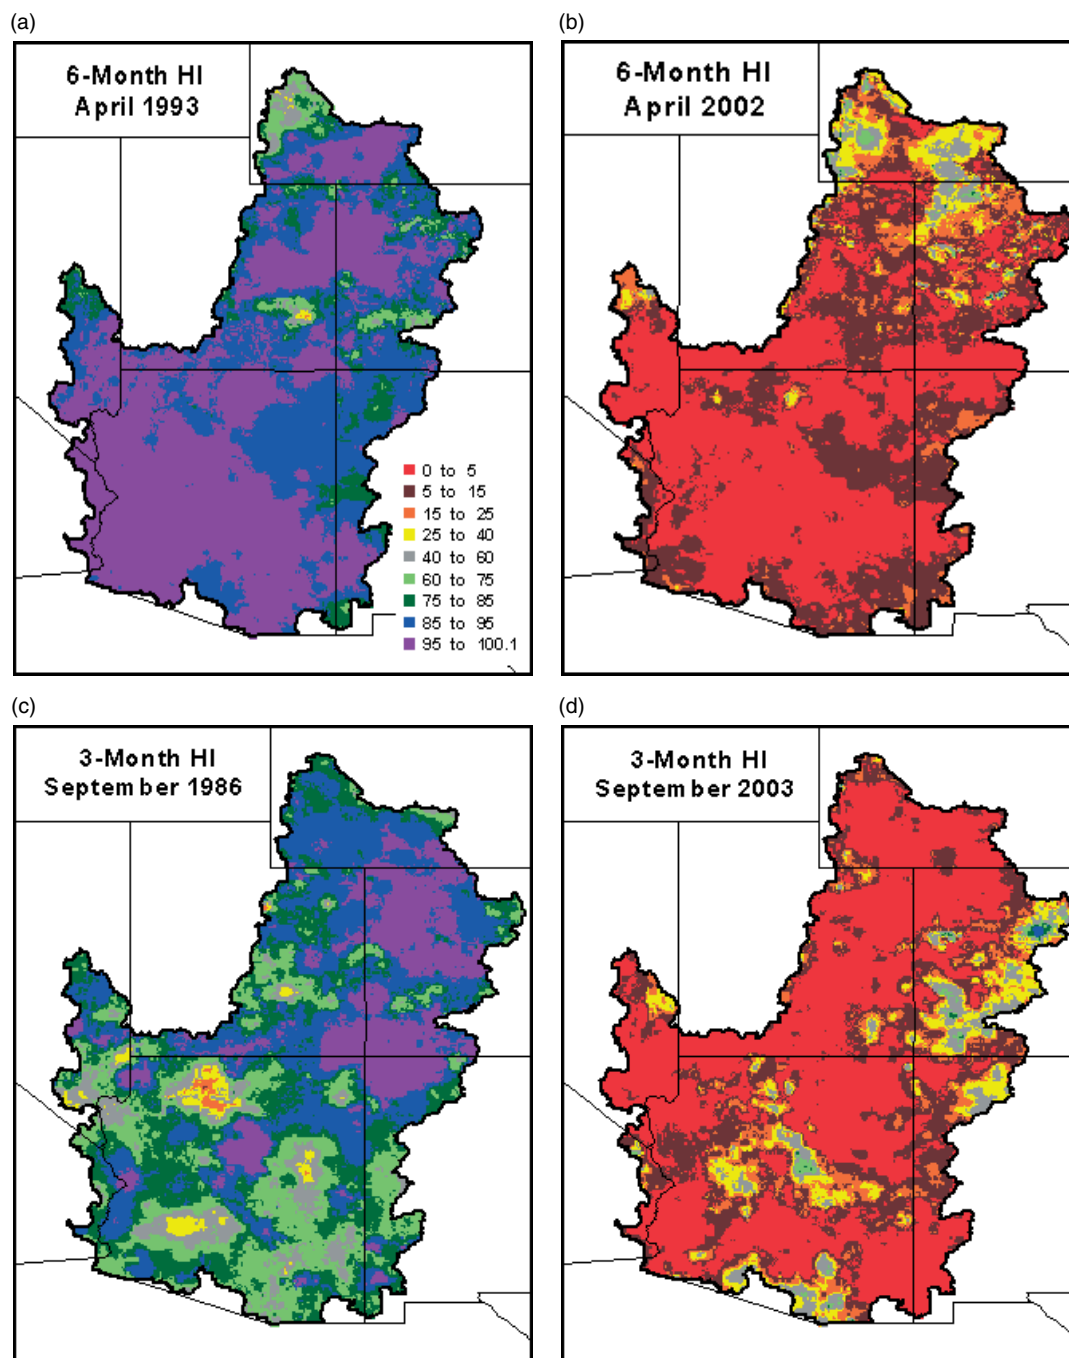 (a)
6-Month HI
April 1993
0 to 5
5 to 15
15 to 25
25 to 40
40 to 60
60 to 75
75 to 85
85 to 95
95 to 100.1
(b)
6-Month HI
April 2002
(c)
3-Month HI
September 1986
(d)
3-Month HI
September 2003